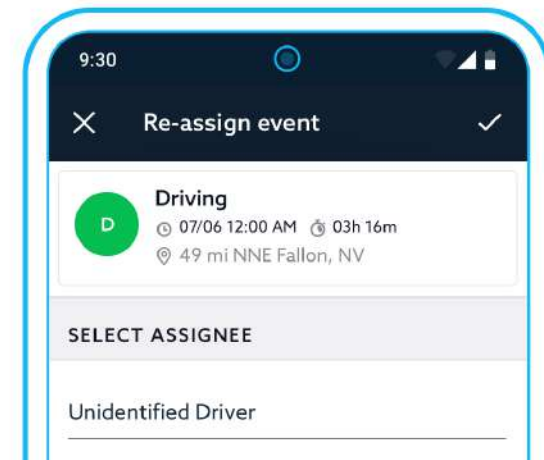 9:30
Re-assign event
Driving
D
07/06 12:00 AM 03h 16m
49 mi NNE Fallon, NV
SELECT ASSIGNEE
Unidentified Driver